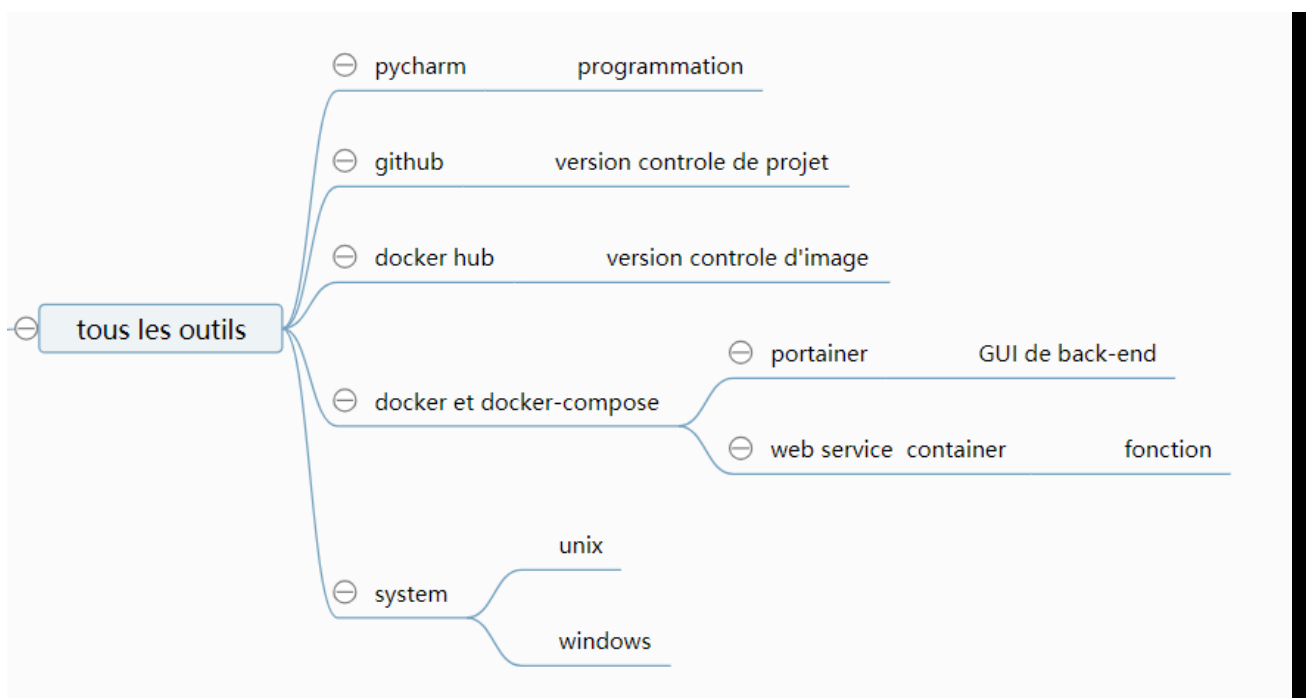 pycharm programmation
github version controle de projet
docker hub version controle d'image
tous les outils
portainer GUI de back-end
docker et docker-compose
web service container fonction
unix
system
windows